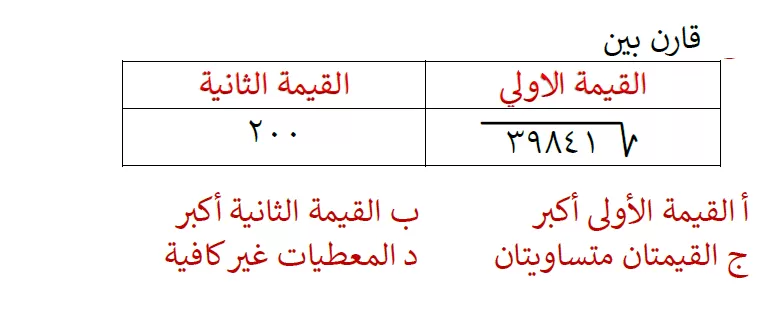 قارن بين
القيمة الاولي القيمة الثانية
√٣٩٨٤١ ٢٠٠
أ القيمة الأولى أكبر ب القيمة الثانية أكبر
ج القيمتان متساويتان د المعطيات غير كافية